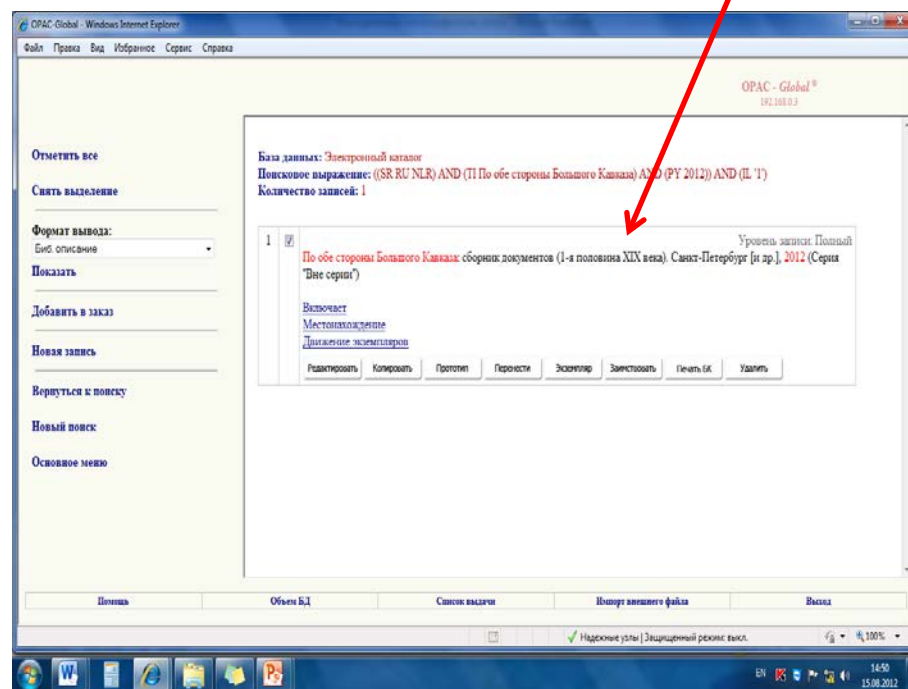 OPAC-Global - Windows Internet Explorer
Файл Правка Вид Избранное Сервис Справка
OPAC - Global ®
192.168.0.3
Отметить все
Снять выделение
Формат вывода:
Биб. описание
Показать
Добавить в заказ
Новая запись
Вернуться к поиску
Новый поиск
Основное меню
База данных: Электронный каталог
Поисковое выражение: ((SR RU NLR) AND (TI По обе стороны Большого Кавказа) AND (PY 2012)) AND (IL '1')
Количество записей: 1
1
Уровень записи: Полный
По обе стороны Большого Кавказа: сборник документов (1-я половина XIX века). Санкт-Петербург [и др.], 2012 (Серия
"Вне серии")
Включает
Местонахождение
Движение экземпляров
Редактировать Копировать Прототип Перенести Экземпляр Заимствовать Печать БК Удалить
Помощь Объем БД Список выдачи Импорт внешнего файла Выход
Надежные узлы | Защищенный режим: выкл. 100%
EN 14:50
15.08.2012